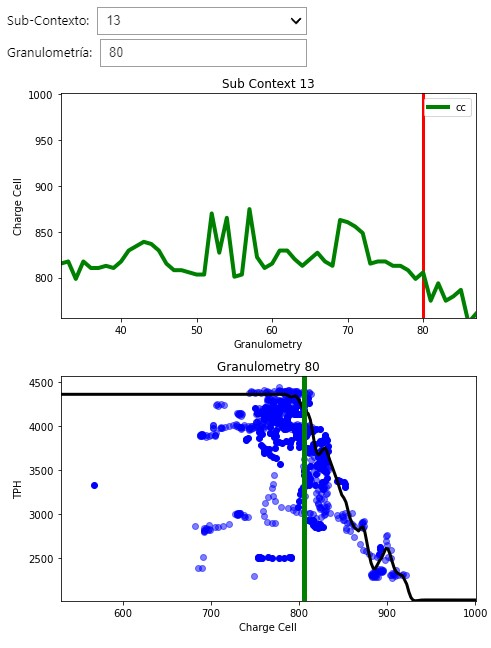 Sub-Contexto: 13
Granulometría: 80
Sub Context 13
1000
950
900
850
800
Charge Cell
cc
40 50 60 70 80
Granulometry
Granulometry 80
4500
4000
3500
3000
2500
TPH
600 700 800 900 1000
Charge Cell